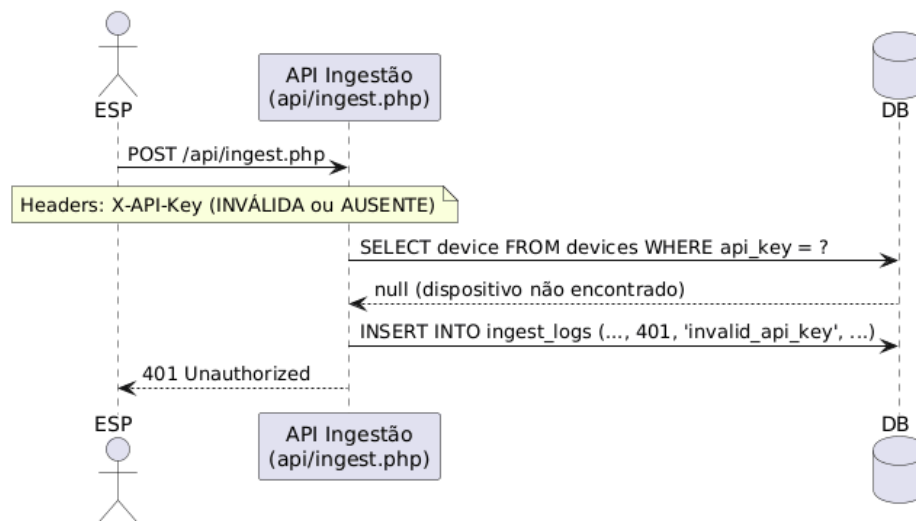 ESP
API Ingestão
(api/ingest.php)
DB
POST /api/ingest.php
Headers: X-API-Key (INVÁLIDA ou AUSENTE)
SELECT device FROM devices WHERE api_key = ?
null (dispositivo não encontrado)
INSERT INTO ingest_logs (..., 401, 'invalid_api_key', ...)
401 Unauthorized
ESP
API Ingestão
(api/ingest.php)
DB